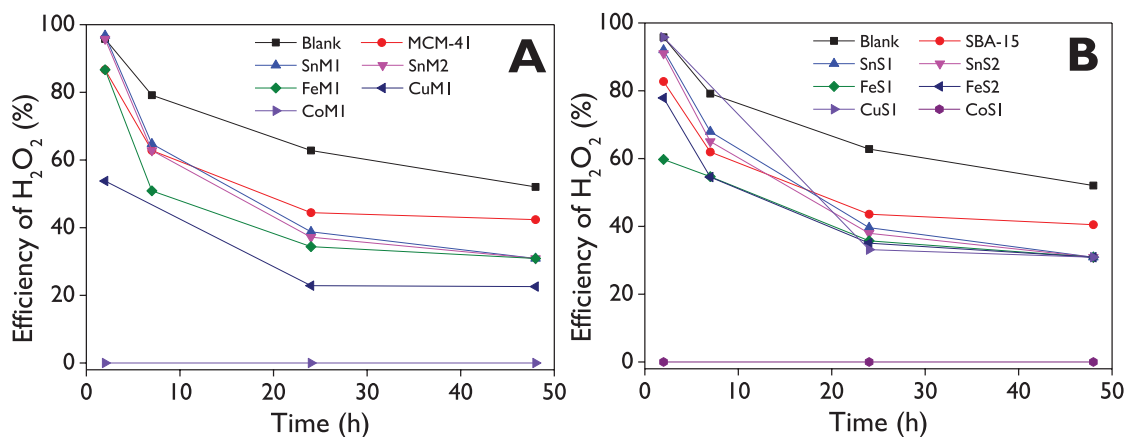 A
Efficiency of H₂O₂ (%)
100
80
60
40
20
0
Blank MCM-41
SnM1 SnM2
FeM1 CuM1
CoM1
0 10 20 30 40 50
Time (h)
B
Efficiency of H₂O₂ (%)
100
80
60
40
20
0
Blank SBA-15
SnS1 SnS2
FeS1 FeS2
CuS1 CoS1
0 10 20 30 40 50
Time (h)